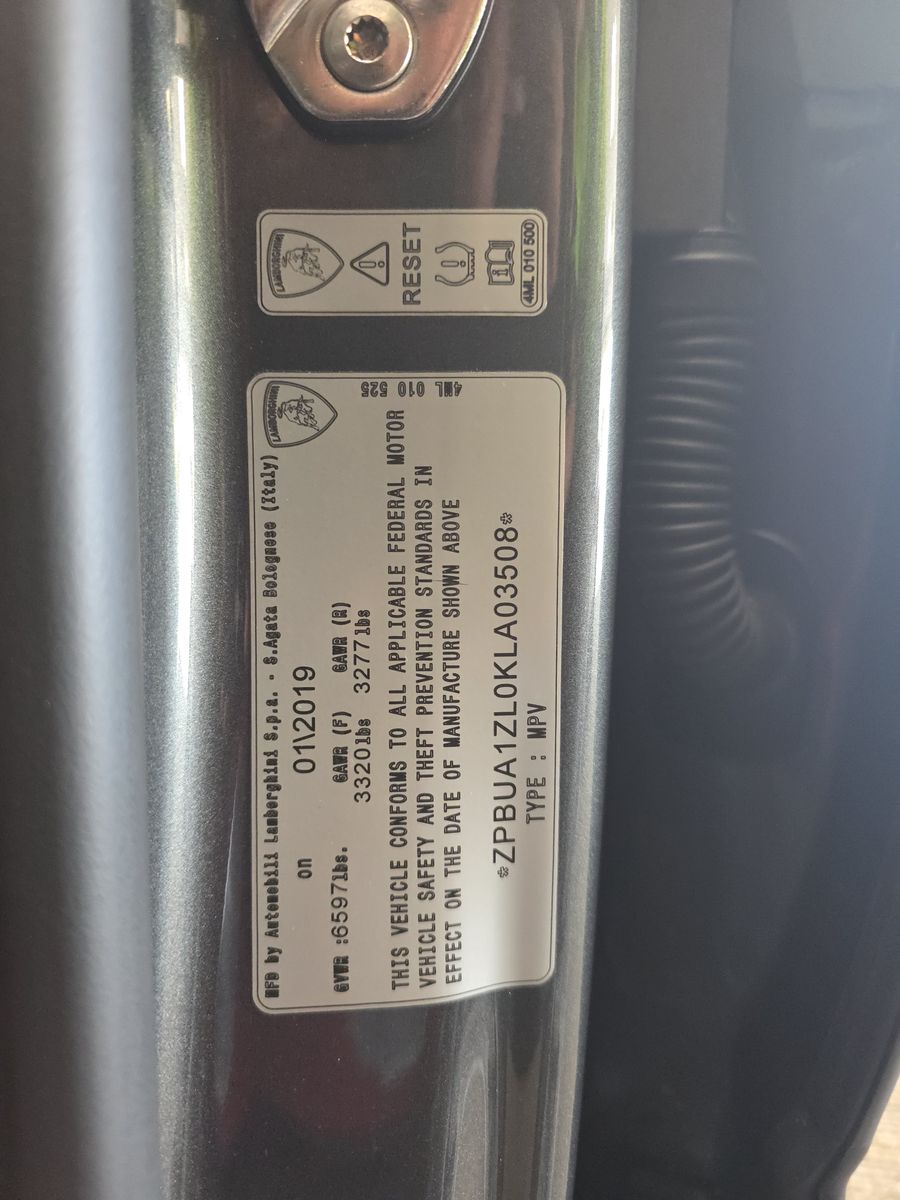 LAMBORGHINI
RESET
4ML 010 500
LAMBORGHINI
4ML 010 525
MFD by Automobili Lamborghini S.p.a. - S.Agata Bolognese (Italy)
on 01\2019
GVWR :6597lbs. GAWR (F) GAWR (R)
3320lbs 3277lbs
THIS VEHICLE CONFORMS TO ALL APPLICABLE FEDERAL MOTOR
VEHICLE SAFETY AND THEFT PREVENTION STANDARDS IN
EFFECT ON THE DATE OF MANUFACTURE SHOWN ABOVE
*ZPBUA1ZL0KLA03508*
TYPE : MPV